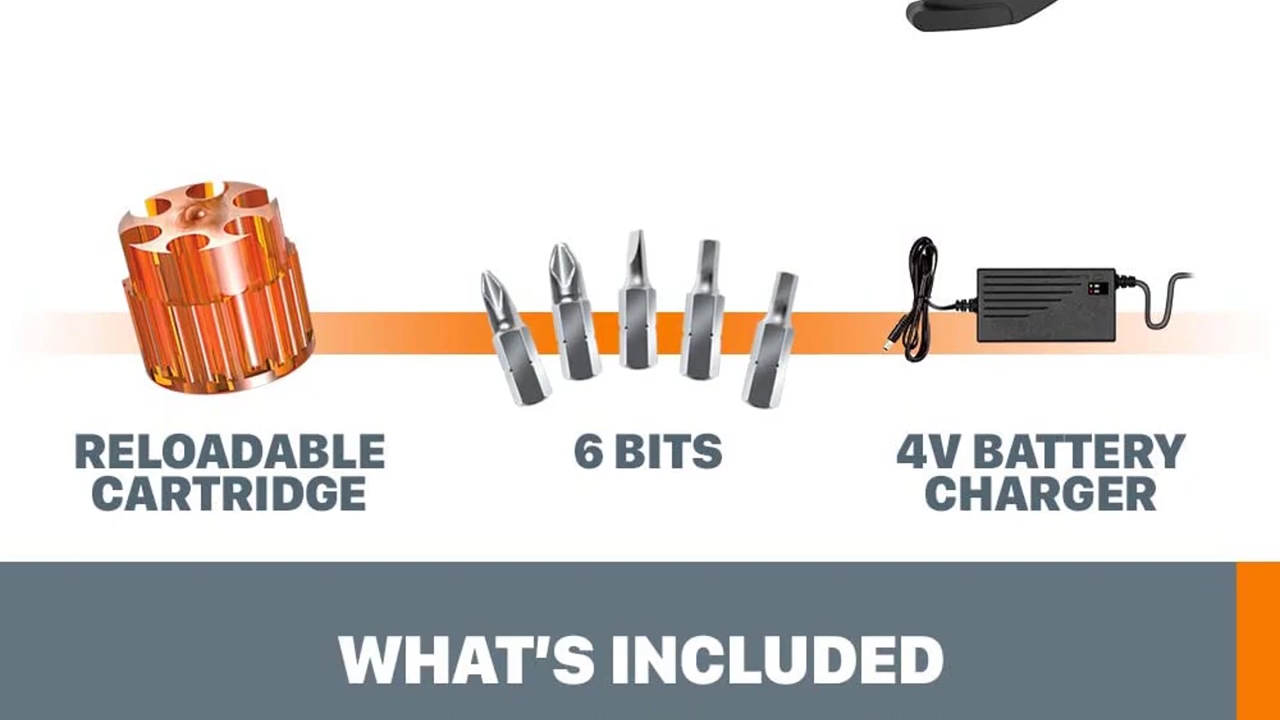 RELOADABLE
CARTRIDGE
6 BITS
4V BATTERY
CHARGER
WHAT'S INCLUDED